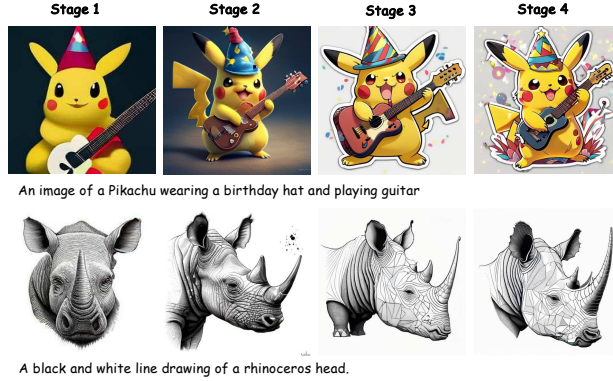 Stage 1 Stage 2 Stage 3 Stage 4
An image of a Pikachu wearing a birthday hat and playing guitar
A black and white line drawing of a rhinoceros head.